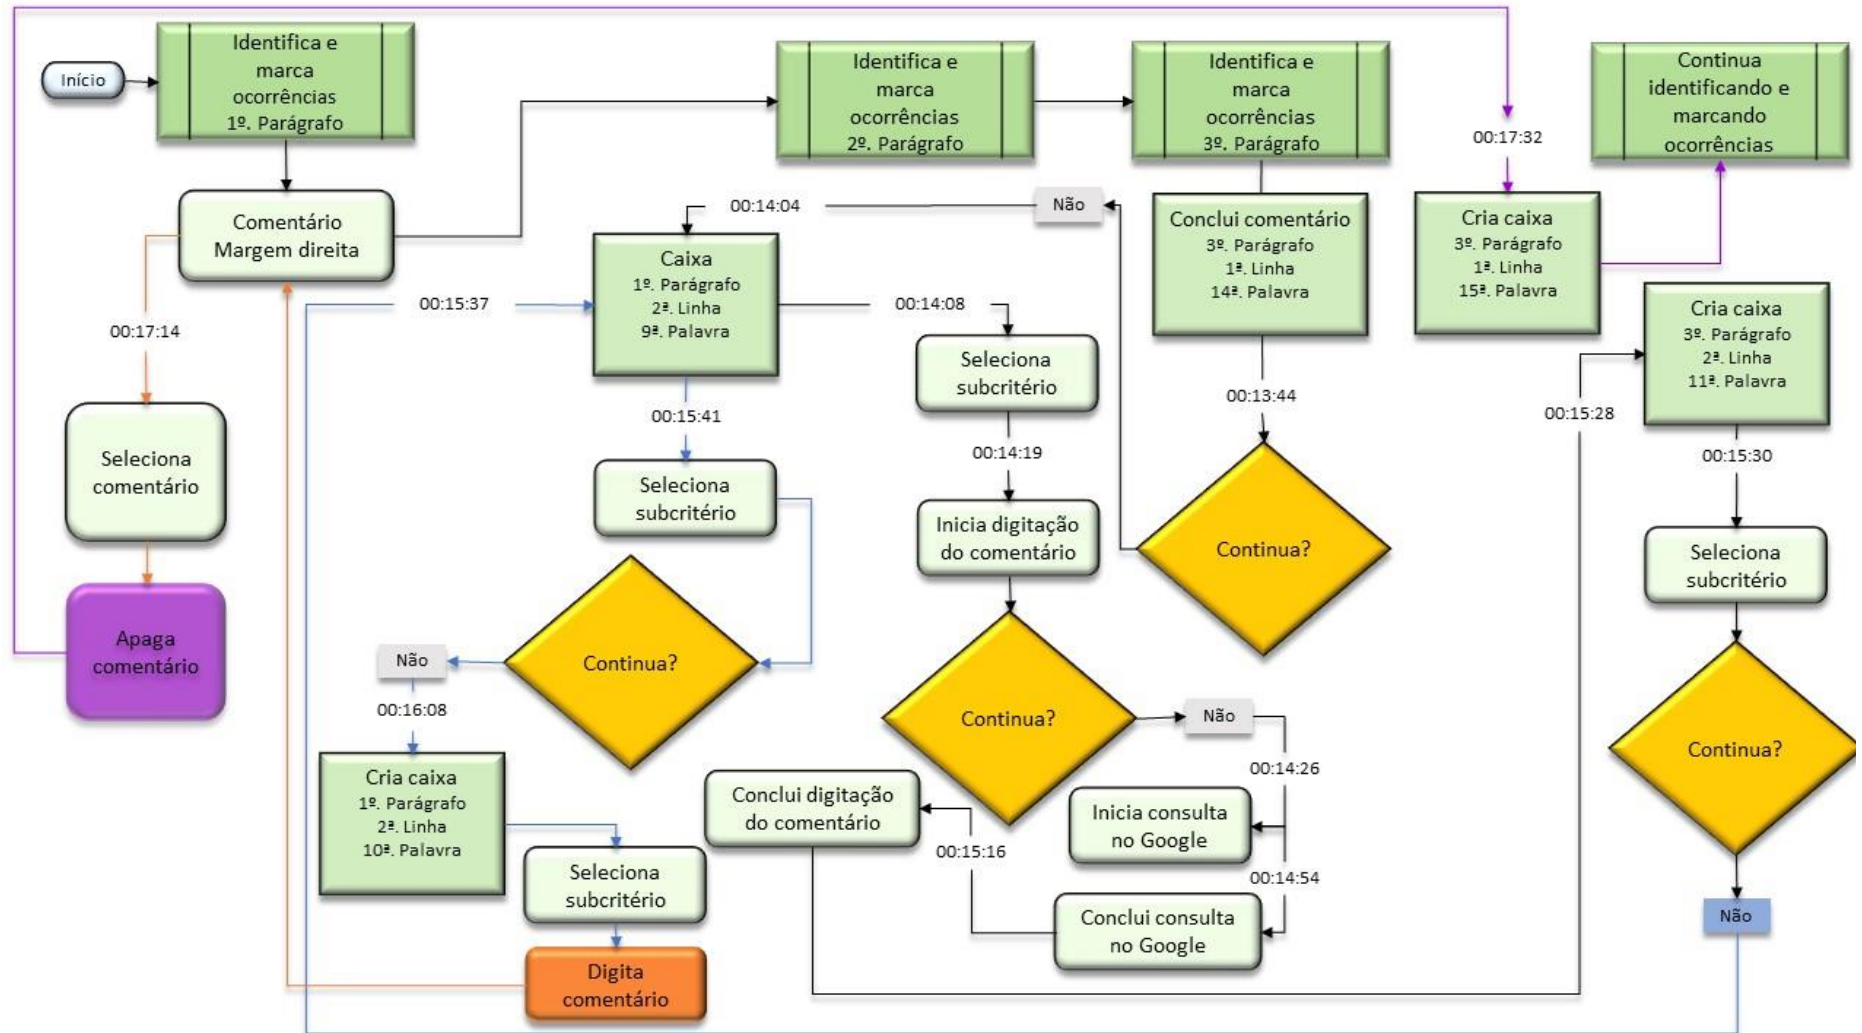 Início
Identifica e
marca
ocorrências
1º. Parágrafo
Identifica e
marca
ocorrências
2º. Parágrafo
Identifica e
marca
ocorrências
3º. Parágrafo
00:17:32
Continua
identificando e
marcando
ocorrências
Comentário
Margem direita
00:14:04
Não
Conclui comentário
3º. Parágrafo
1ª. Linha
14ª. Palavra
Cria caixa
3º. Parágrafo
1ª. Linha
15ª. Palavra
Caixa
1º. Parágrafo
2ª. Linha
9ª. Palavra
00:15:37
00:14:08
00:17:14
Cria caixa
3º. Parágrafo
2ª. Linha
11ª. Palavra
Seleciona
subcritério
00:13:44
00:15:28
00:15:41
00:14:19
00:15:30
Seleciona
comentário
Seleciona
subcritério
Inicia digitação
do comentário
Continua?
Seleciona
subcritério
Apaga
comentário
Não
Continua?
00:16:08
Continua?
Não
Continua?
00:14:26
Cria caixa
1º. Parágrafo
2ª. Linha
10ª. Palavra
Conclui digitação
do comentário
Inicia consulta
no Google
00:15:16
00:14:54
Seleciona
subcritério
Conclui consulta
no Google
Não
Digita
comentário